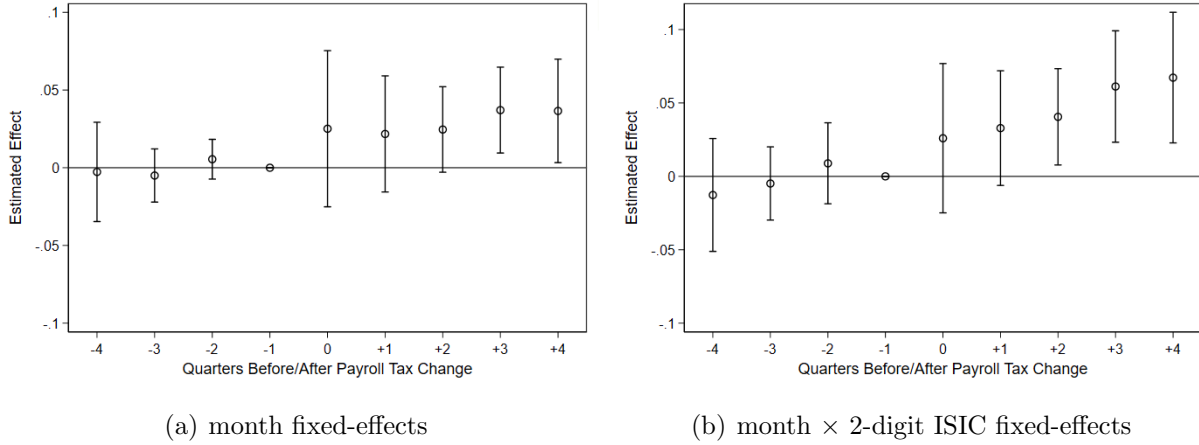 .1
.05
0
-.05
-.1
Estimated Effect
-4 -3 -2 -1 0 +1 +2 +3 +4
Quarters Before/After Payroll Tax Change
(a) month fixed-effects
.1
.05
0
-.05
-.1
Estimated Effect
-4 -3 -2 -1 0 +1 +2 +3 +4
Quarters Before/After Payroll Tax Change
(b) month × 2-digit ISIC fixed-effects